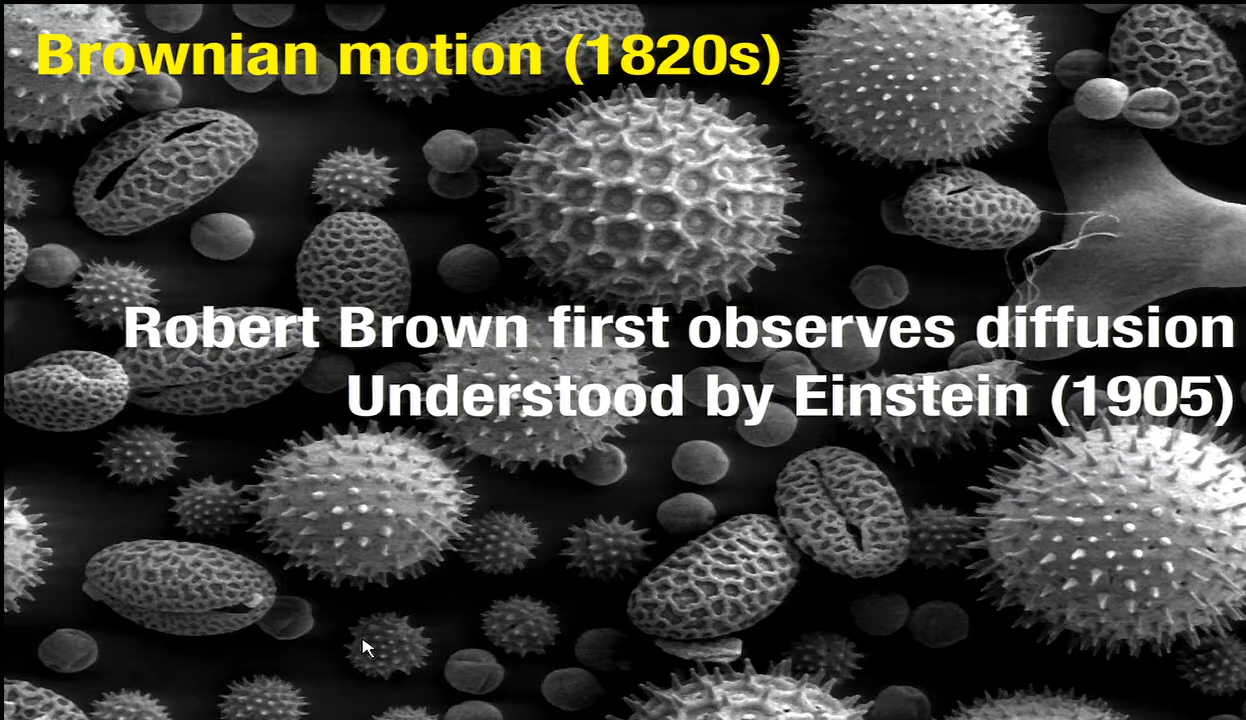 Brownian motion (1820s)
Robert Brown first observes diffusion
Understood by Einstein (1905)